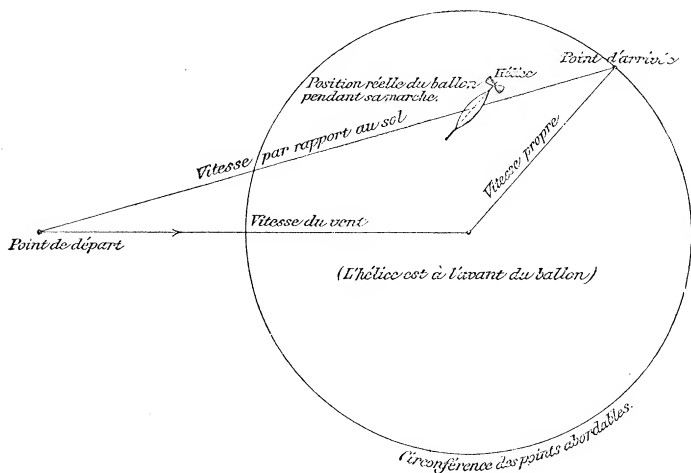 Point d'arrivée
Hélice
Position réelle du ballon
pendant sa marche.
Vitesse par rapport au sol
Vitesse propre
Vitesse du vent
Point de départ
(L'hélice est à l'avant du ballon)
Circonférence des points abordables.